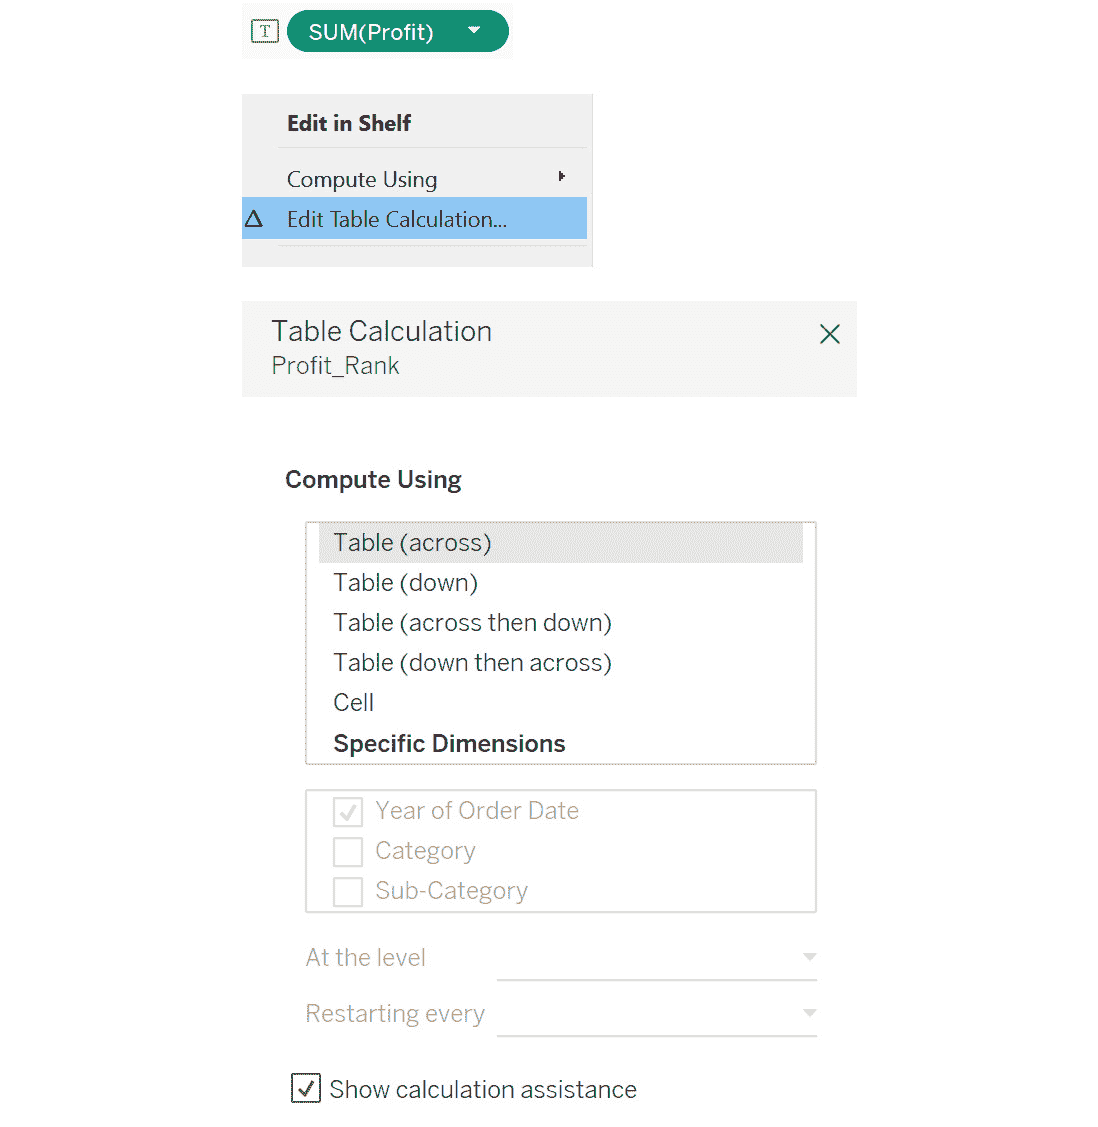 T SUM(Profit)
Edit in Shelf
Compute Using
Edit Table Calculation...
Table Calculation
Profit_Rank
Compute Using
Table (across)
Table (down)
Table (across then down)
Table (down then across)
Cell
Specific Dimensions
Year of Order Date
Category
Sub-Category
At the level
Restarting every
Show calculation assistance